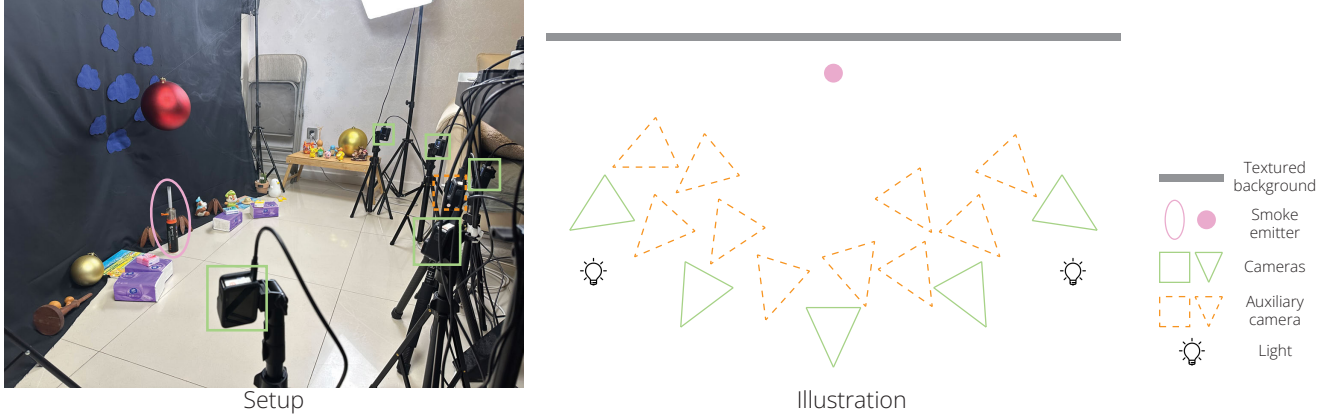 Textured
background
Smoke
emitter
Cameras
Auxiliary
camera
Light
Setup
Illustration